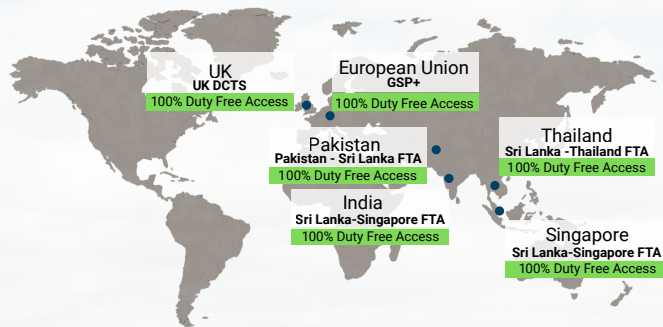 UK
UK DCTS
100% Duty Free Access
European Union
GSP+
100% Duty Free Access
Pakistan
Pakistan - Sri Lanka FTA
100% Duty Free Access
Thailand
Sri Lanka -Thailand FTA
100% Duty Free Access
India
Sri Lanka-Singapore FTA
100% Duty Free Access
Singapore
Sri Lanka-Singapore FTA
100% Duty Free Access